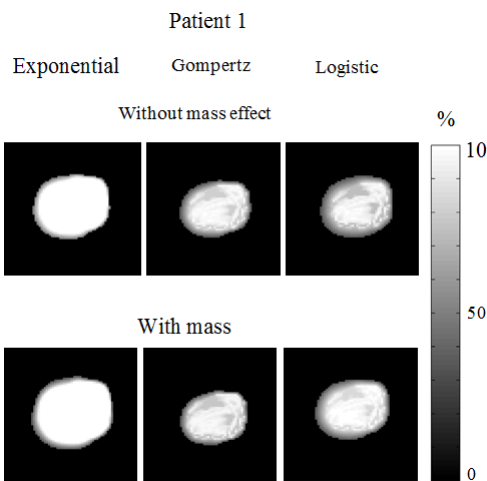 Patient 1
Exponential Gompertz Logistic
Without mass effect
%
10
50
With mass
0